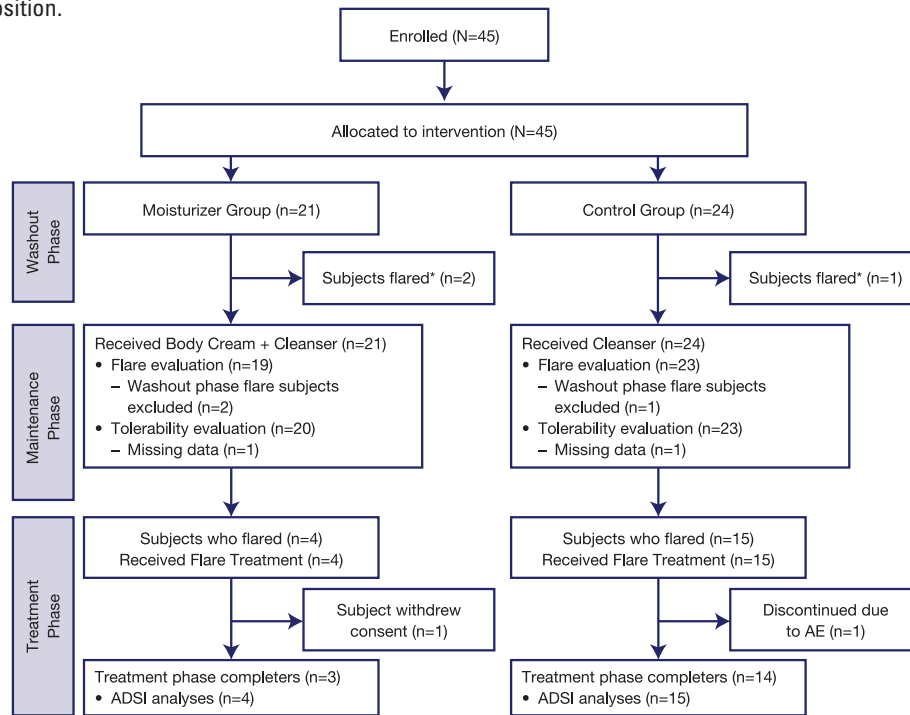 Enrolled (N=45)
Allocated to intervention (N=45)
Washout
Phase
Moisturizer Group (n=21)
Control Group (n=24)
Subjects flared* (n=2)
Subjects flared* (n=1)
Maintenance
Phase
Received Body Cream + Cleanser (n=21)
• Flare evaluation (n=19)
– Washout phase flare subjects
excluded (n=2)
• Tolerability evaluation (n=20)
– Missing data (n=1)
Received Cleanser (n=24)
• Flare evaluation (n=23)
– Washout phase flare subjects
excluded (n=1)
• Tolerability evaluation (n=23)
– Missing data (n=1)
Treatment
Phase
Subjects who flared (n=4)
Received Flare Treatment (n=4)
Subjects who flared (n=15)
Received Flare Treatment (n=15)
Subject withdrew
consent (n=1)
Discontinued due
to AE (n=1)
Treatment phase completers (n=3)
• ADSI analyses (n=4)
Treatment phase completers (n=14)
• ADSI analyses (n=15)